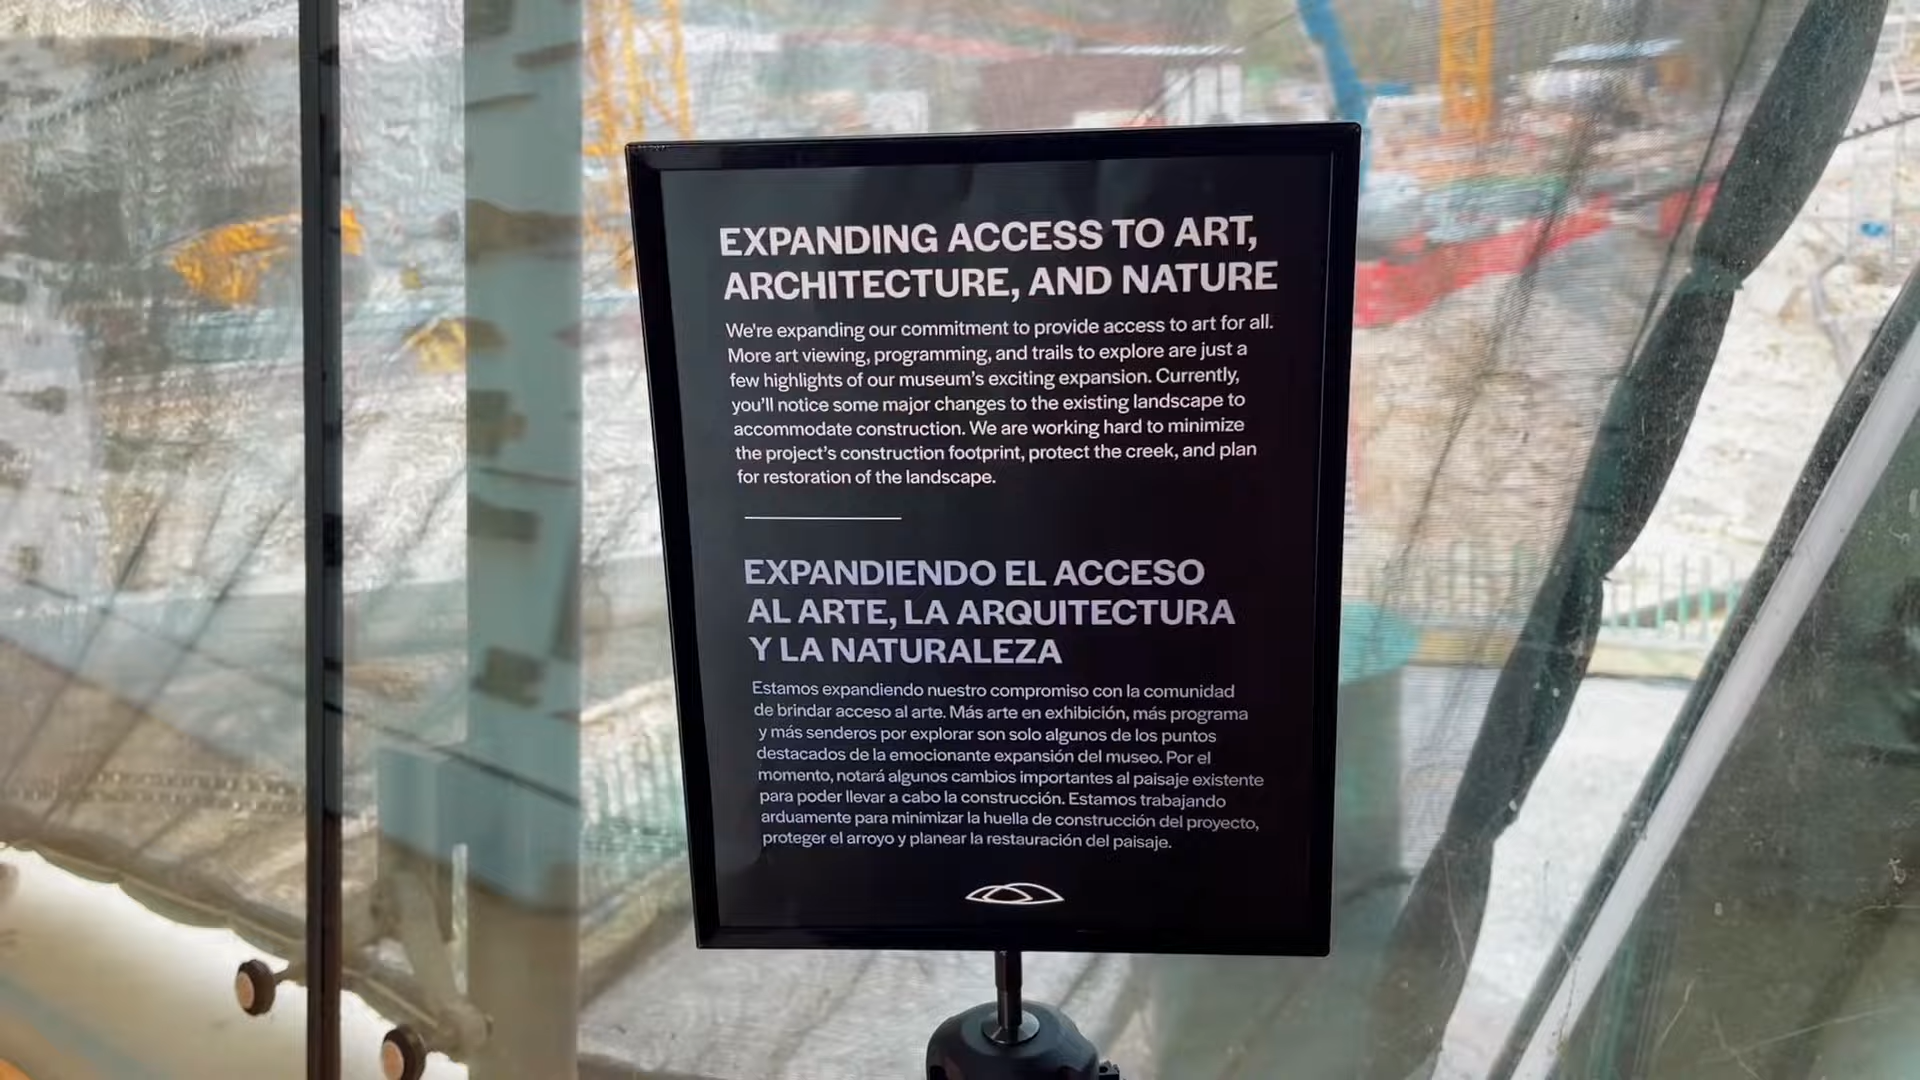 EXPANDING ACCESS TO ART,
ARCHITECTURE, AND NATURE
We're expanding our commitment to provide access to art for all.
More art viewing, programming, and trails to explore are just a
few highlights of our museum's exciting expansion. Currently,
you'll notice some major changes to the existing landscape to
accommodate construction. We are working hard to minimize
the project's construction footprint, protect the creek, and plan
for restoration of the landscape.
EXPANDIENDO EL ACCESO
AL ARTE, LA ARQUITECTURA
Y LA NATURALEZA
Estamos expandiendo nuestro compromiso con la comunidad
de brindar acceso al arte. Más arte en exhibición, más programa
y más senderos por explorar son solo algunos de los puntos
destacados de la emocionante expansión del museo. Por el
momento, notará algunos cambios importantes al paisaje existente
para poder llevar a cabo la construcción. Estamos trabajando
arduamente para minimizar la huella de construcción del proyecto,
proteger el arroyo y planear la restauración del paisaje.